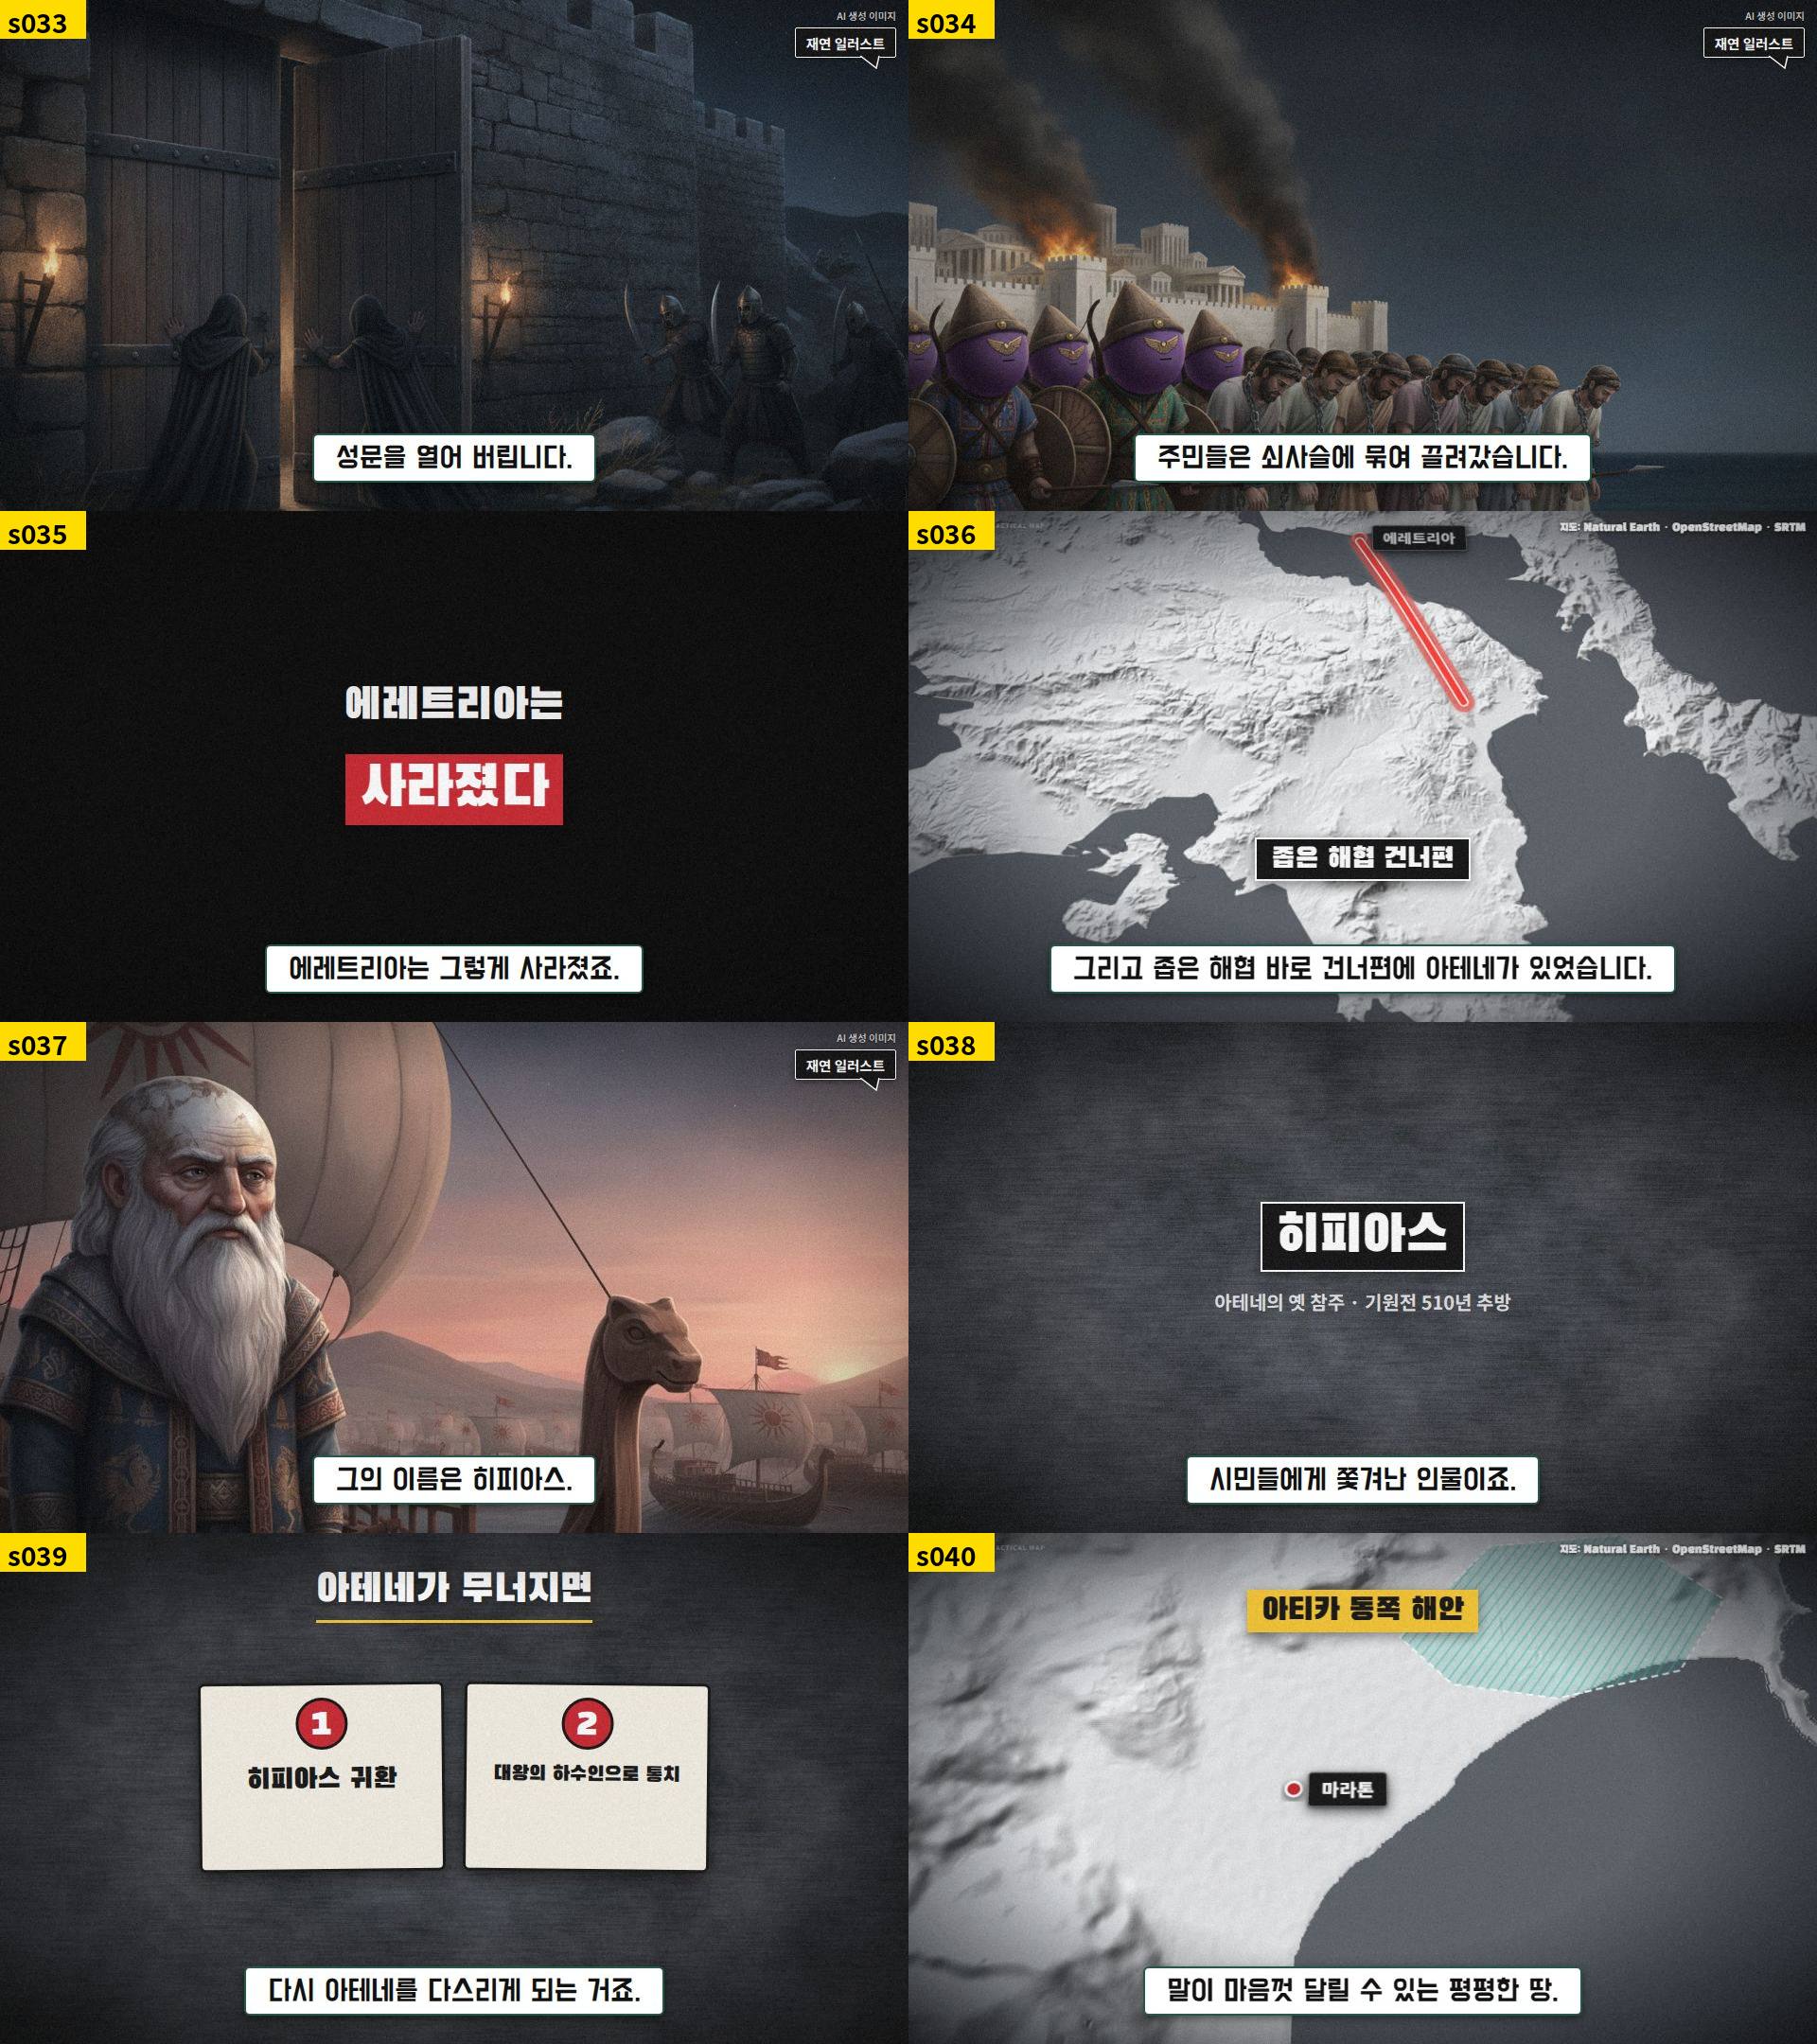 s033
AI 생성 이미지
재연 일러스트
성문을 열어 버립니다.
s034
AI 생성 이미지
재연 일러스트
주민들은 쇠사슬에 묶여 끌려갔습니다.
s035
에레트리아는
사라졌다
에레트리아는 그렇게 사라졌죠.
s036
TACTICAL MAP
지도: Natural Earth · OpenStreetMap · SRTM
에레트리아
좁은 해협 건너편
그리고 좁은 해협 바로 건너편에 아테네가 있었습니다.
s037
AI 생성 이미지
재연 일러스트
그의 이름은 히피아스.
s038
히피아스
아테네의 옛 참주 · 기원전 510년 추방
시민들에게 쫓겨난 인물이죠.
s039
아테네가 무너지면
1
히피아스 귀환
2
대왕의 하수인으로 통치
다시 아테네를 다스리게 되는 거죠.
s040
TACTICAL MAP
지도: Natural Earth · OpenStreetMap · SRTM
아티카 동쪽 해안
마라톤
말이 마음껏 달릴 수 있는 평평한 땅.